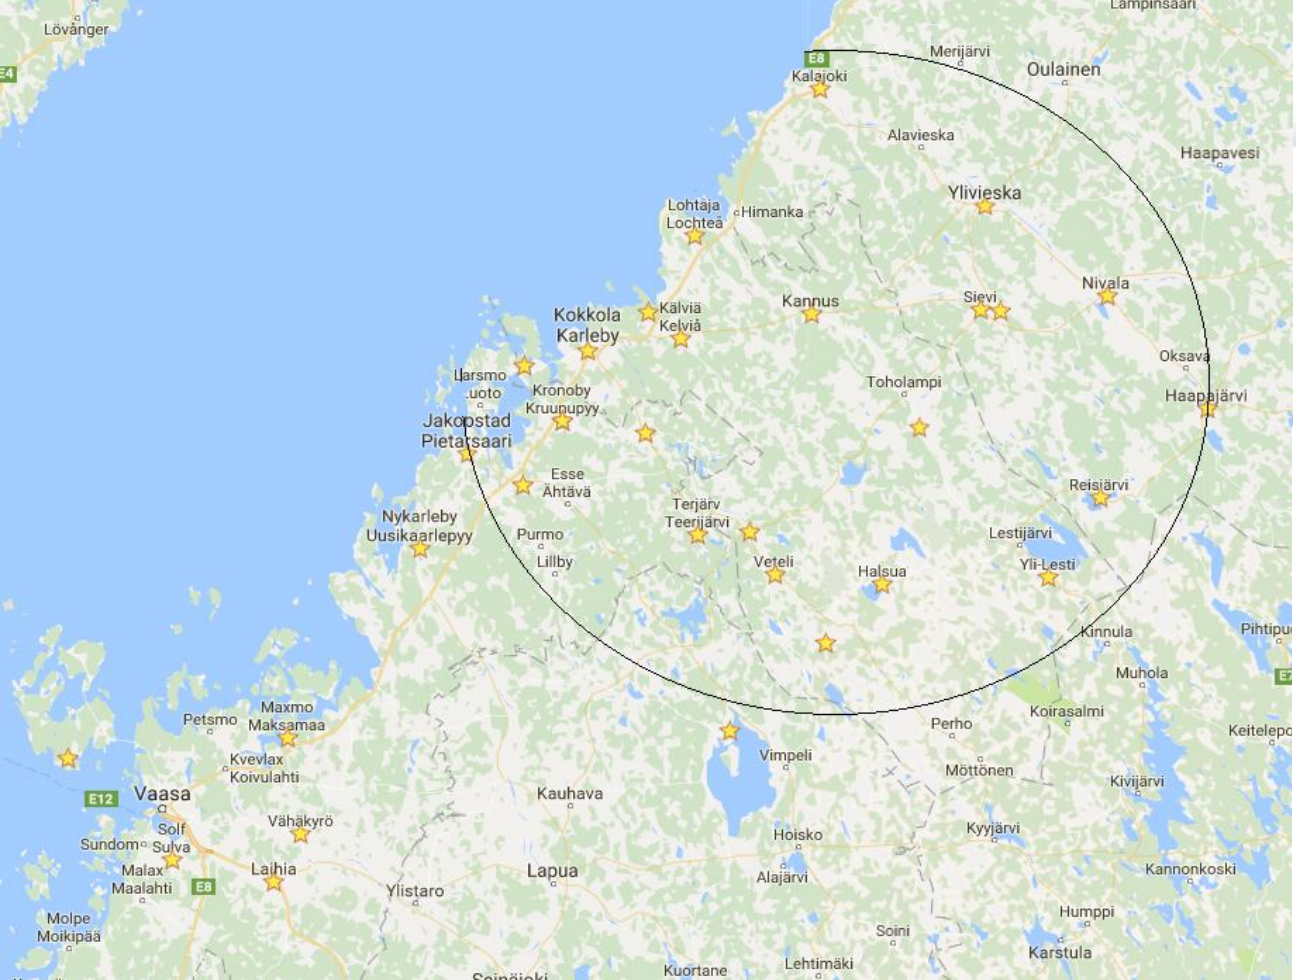 Lampinsaari
Lövånger
E4
E8
Merijärvi
Oulainen
Kalajoki
Alavieska
Haapavesi
Ylivieska
Lohtaja
Lochteå
Himanka
Nivala
Kannus
Sievi
Kokkola
Karleby
Kälviä
Kelviå
Oksava
Larsmo
Luoto
Kronoby
Kruunupyy
Toholampi
Haapajärvi
Jakobstad
Pietarsaari
Esse
Ähtävä
Reisjärvi
Terjärv
Teerijärvi
Nykarleby
Uusikaarlepyy
Purmo
Lestijärvi
Lillby
Veteli
Halsua
Yli-Lesti
Kinnula
Pihtipu
E7
Muhola
Maxmo
Maksamaa
Petsmo
Koirasalmi
Perho
Keitelepo
Kvevlax
Koivulahti
Vimpeli
Möttönen
Kivijärvi
E12
Vaasa
Kauhava
Solf
Sulva
Vähäkyrö
Kyyjärvi
Sundom
Hoisko
Malax
Maalahti
Laihia
Lapua
Alajärvi
Kannonkoski
E8
Ylistaro
Molpe
Moikipää
Humppi
Soini
Karstula
Kuortane
Lehtimäki
Seinäjoki